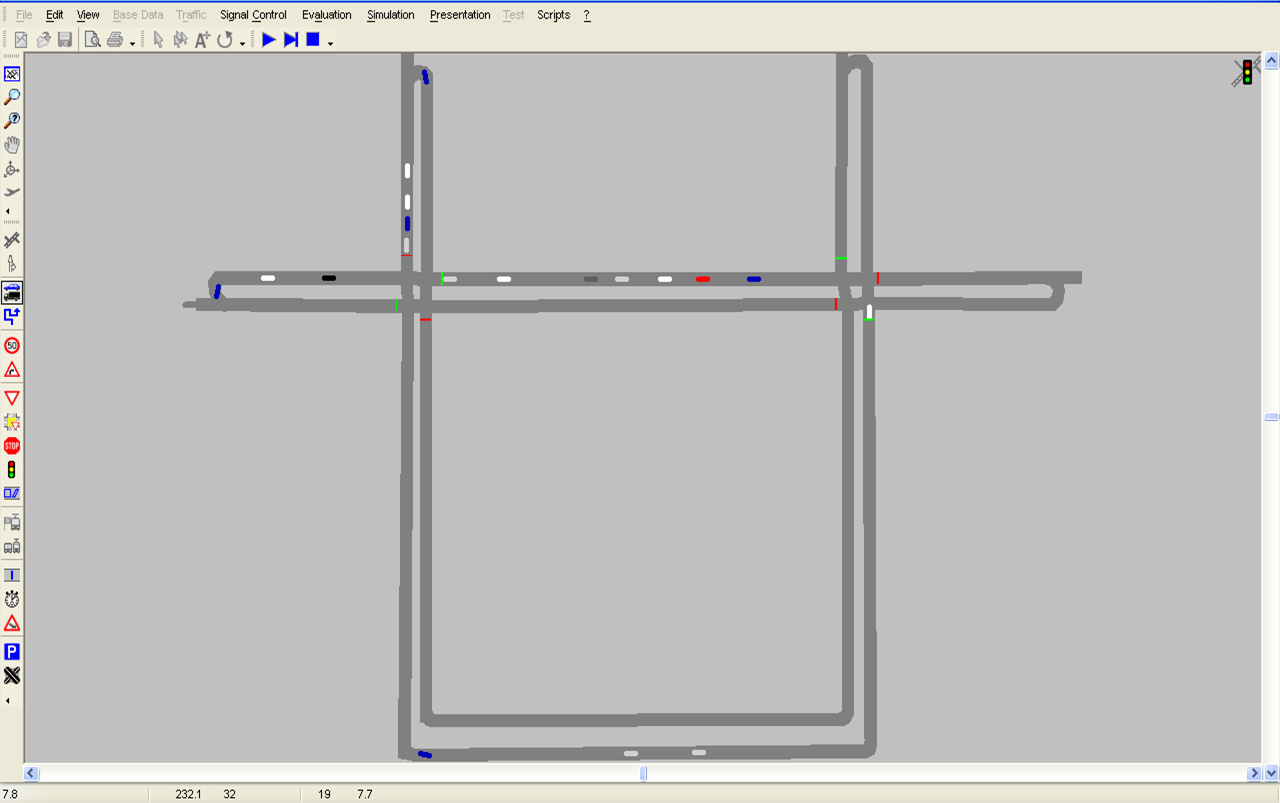 File Edit View Base Data Traffic Signal Control Evaluation Simulation Presentation Test Scripts ?
A+
50
STOP
P
7.8 232.1 32 19 7.7